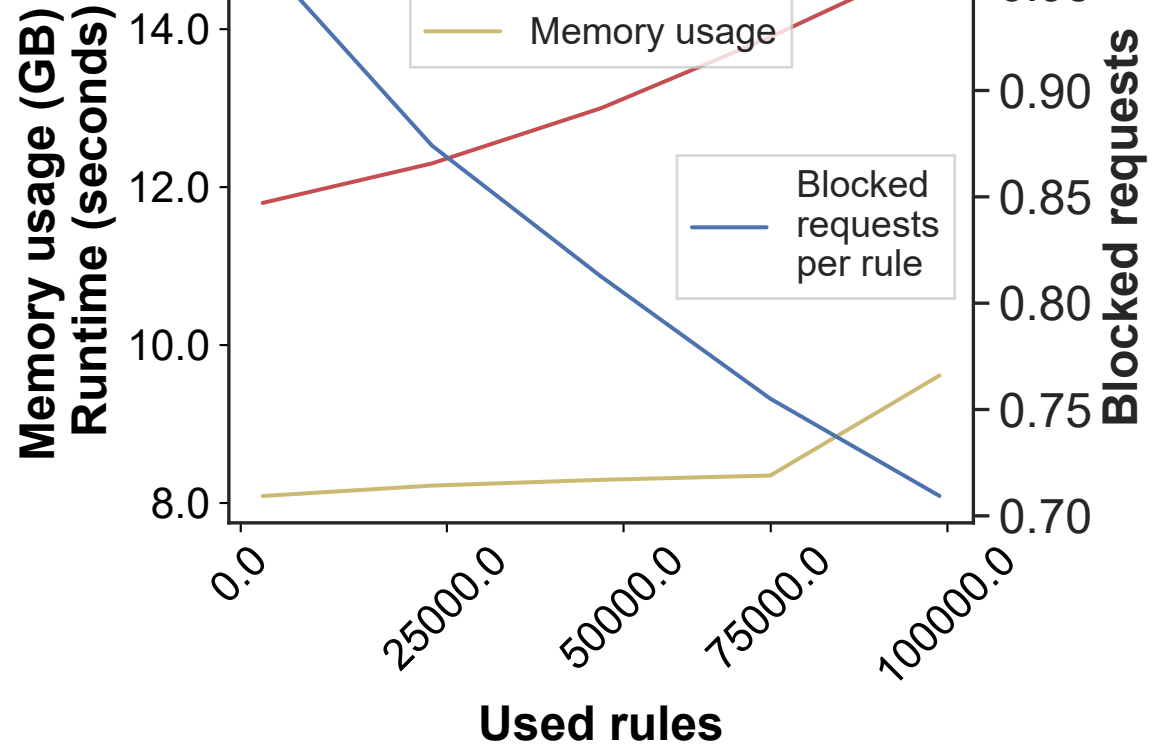 Memory usage (GB)
Runtime (seconds)
14.0
12.0
10.0
8.0
Memory usage
Blocked
requests
per rule
0.90
0.85
0.80
0.75
0.70
Blocked requests
0.0
25000.0
50000.0
75000.0
100000.0
Used rules